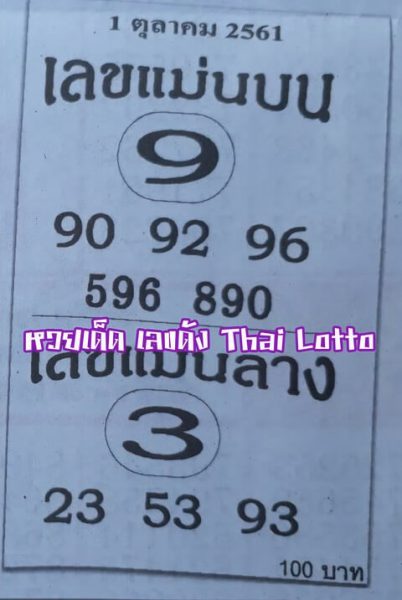 1 ตุลาคม 2561
เลขแม่นบน
9
90 92 96
596 890
หวยเด็ด เลขดัง Thai Lotto
เลขแม่นล่าง
3
23 53 93
100 บาท